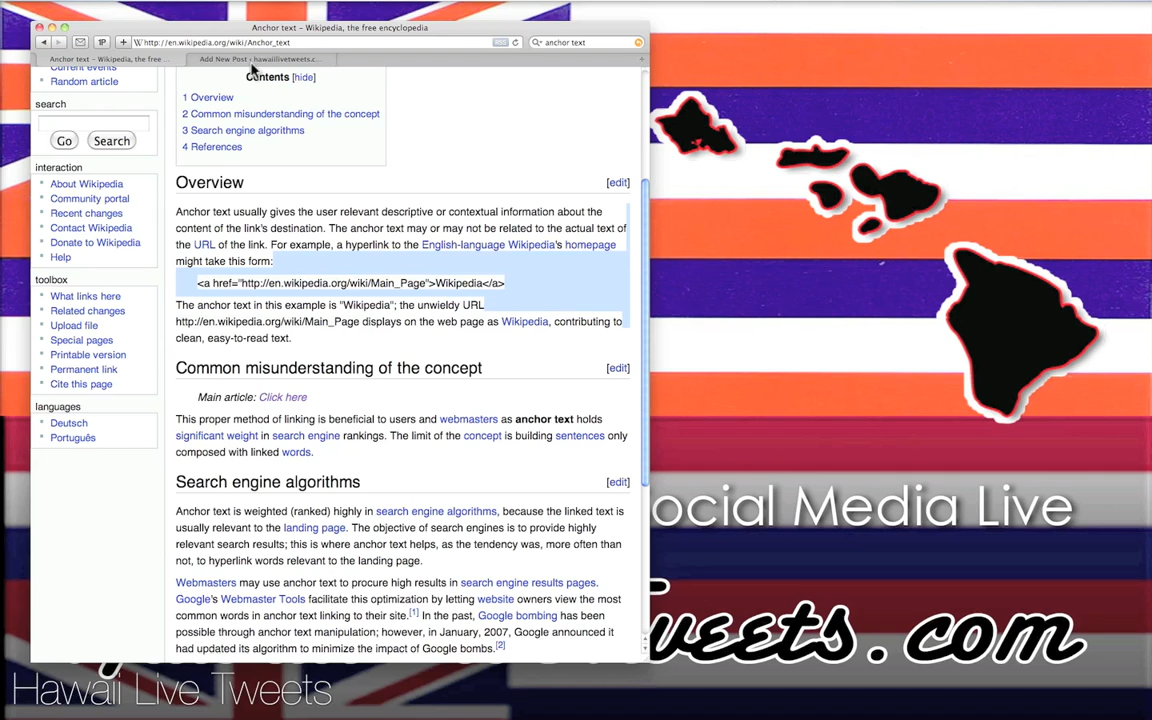 Anchor text – Wikipedia, the free encyclopedia
1P
+
W http://en.wikipedia.org/wiki/Anchor_text
RSS
anchor text
Anchor text – Wikipedia, the free ...
Add New Post ‹ hawaiilivetweets.c...
+
Current events
Random article
search
Go
Search
interaction
About Wikipedia
Community portal
Recent changes
Contact Wikipedia
Donate to Wikipedia
Help
toolbox
What links here
Related changes
Upload file
Special pages
Printable version
Permanent link
Cite this page
languages
Deutsch
Português
Contents [hide]
1 Overview
2 Common misunderstanding of the concept
3 Search engine algorithms
4 References
Overview
[edit]
Anchor text usually gives the user relevant descriptive or contextual information about the
content of the link's destination. The anchor text may or may not be related to the actual text of
the URL of the link. For example, a hyperlink to the English-language Wikipedia's homepage
might take this form:
<a href="http://en.wikipedia.org/wiki/Main_Page">Wikipedia</a>
The anchor text in this example is "Wikipedia"; the unwieldy URL
http://en.wikipedia.org/wiki/Main_Page displays on the web page as Wikipedia, contributing to
clean, easy-to-read text.
Common misunderstanding of the concept
[edit]
Main article: Click here
This proper method of linking is beneficial to users and webmasters as anchor text holds
significant weight in search engine rankings. The limit of the concept is building sentences only
composed with linked words.
Search engine algorithms
[edit]
Anchor text is weighted (ranked) highly in search engine algorithms, because the linked text is
usually relevant to the landing page. The objective of search engines is to provide highly
relevant search results; this is where anchor text helps, as the tendency was, more often than
not, to hyperlink words relevant to the landing page.
Webmasters may use anchor text to procure high results in search engine results pages.
Google's Webmaster Tools facilitate this optimization by letting website owners view the most
common words in anchor text linking to their site.[1] In the past, Google bombing has been
possible through anchor text manipulation; however, in January, 2007, Google announced it
had updated its algorithm to minimize the impact of Google bombs.[2]
ocial Media Live
weets.com
Hawaii Live Tweets